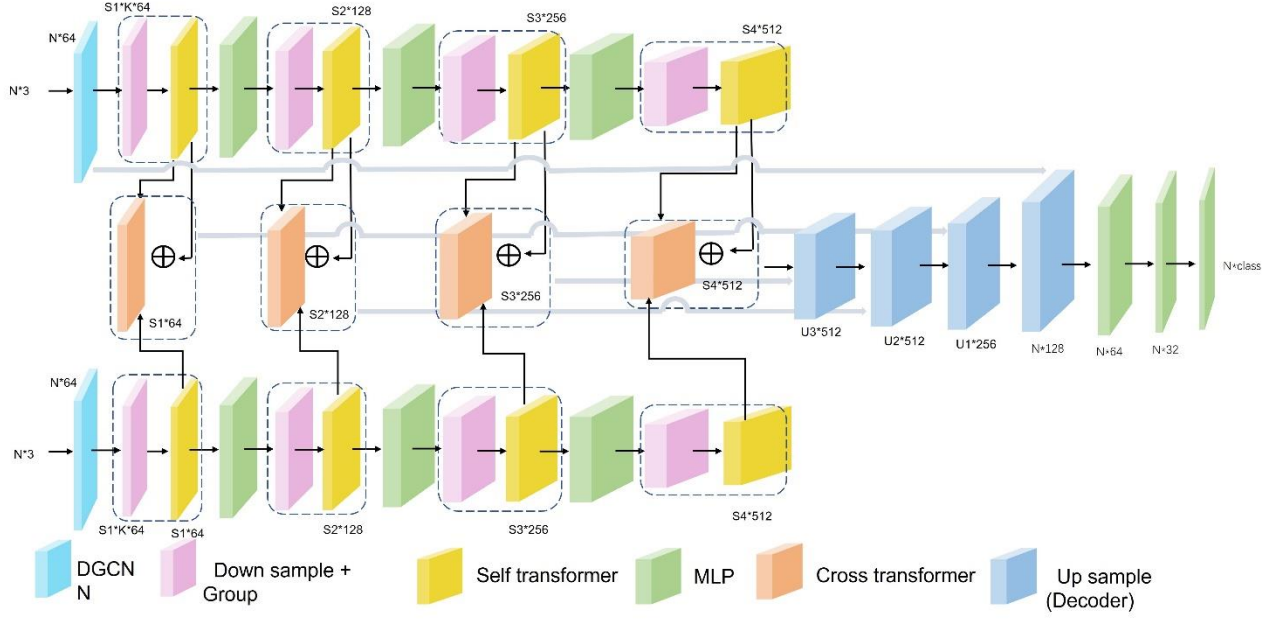 S1*K*64
S2*128
S3*256
S4*512
N*64
N*3
S1*64
S2*128
S3*256
S4*512
U3*512
U2*512
U1*256
N*128
N*64
N*32
N*class
N*64
N*3
S1*K*64
S1*64
S2*128
S3*256
S4*512
DGCN
N
Down sample +
Group
Self transformer
MLP
Cross transformer
Up sample
(Decoder)